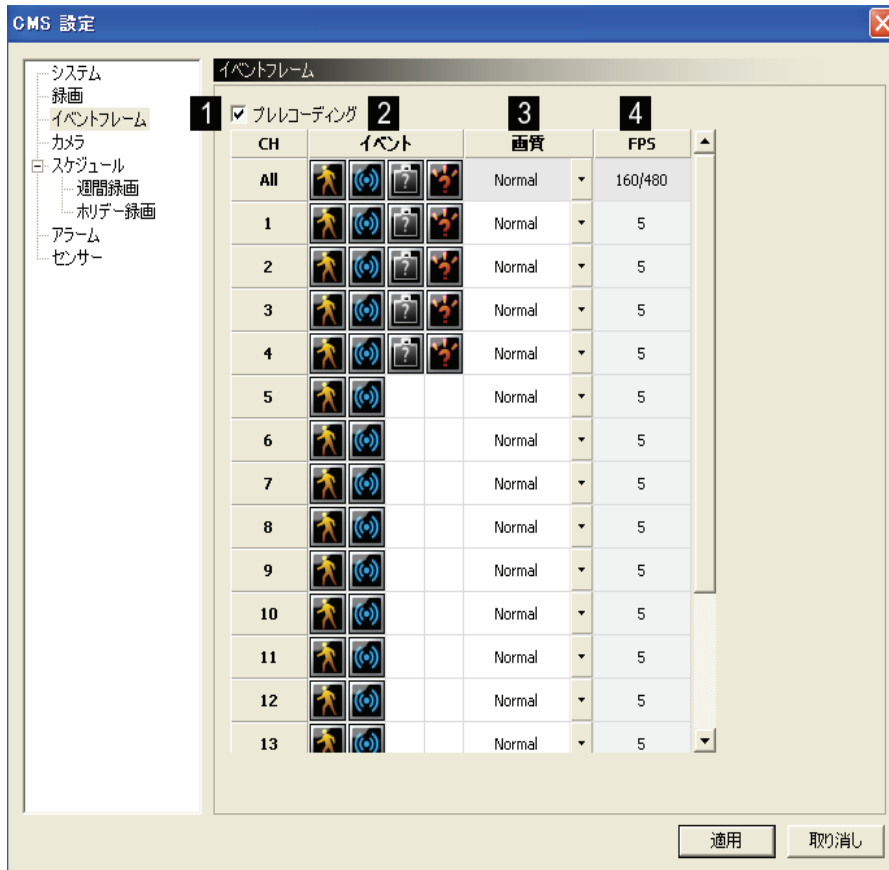 CMS 設定
システム
録画
イベントフレーム
カメラ
スケジュール
週間録画
ホリデー録画
アラーム
センサー
イベントフレーム
1 プレレコーディング 2 3 4
CH イベント 画質 FPS
All ? ? Normal 160/480
1 ? ? Normal 5
2 ? ? Normal 5
3 ? ? Normal 5
4 ? ? Normal 5
5 Normal 5
6 Normal 5
7 Normal 5
8 Normal 5
9 Normal 5
10 Normal 5
11 Normal 5
12 Normal 5
13 Normal 5
適用 取り消し